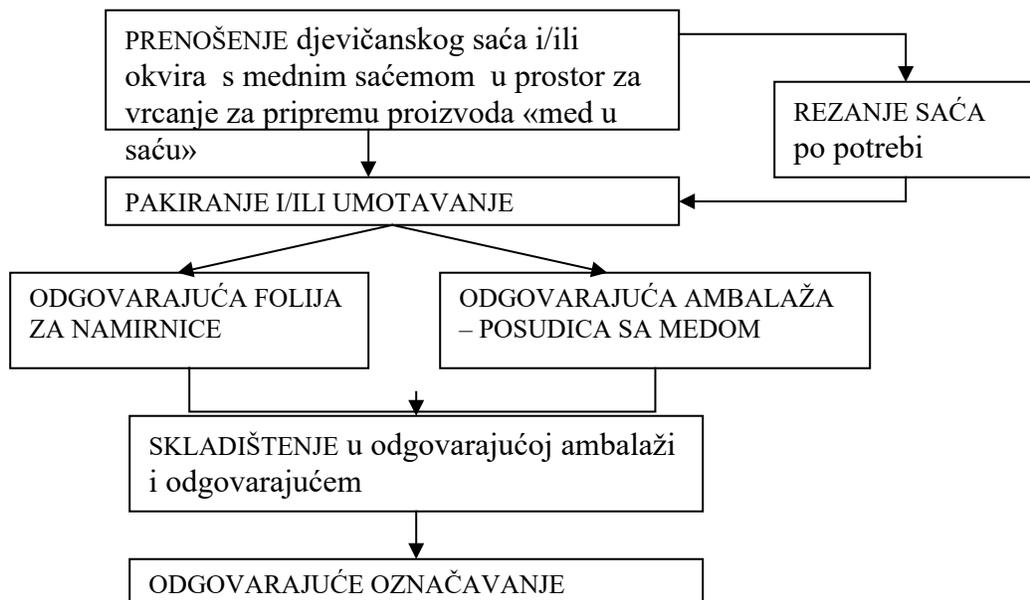 PRENOŠENJE djevičanskog saća i/ili
okvira s mednim saćemom u prostor za
vrcanje za pripremu proizvoda «med u
saću»
REZANJE SAĆA
po potrebi
PAKIRANJE I/ILI UMOTAVANJE
ODGOVARAJUĆA FOLIJA
ZA NAMIRNICE
ODGOVARAJUĆA AMBALAŽA
– POSUDICA SA MEDOM
SKLADIŠTENJE u odgovarajućoj ambalaži
i odgovarajućem
ODGOVARAJUĆE OZNAČAVANJE